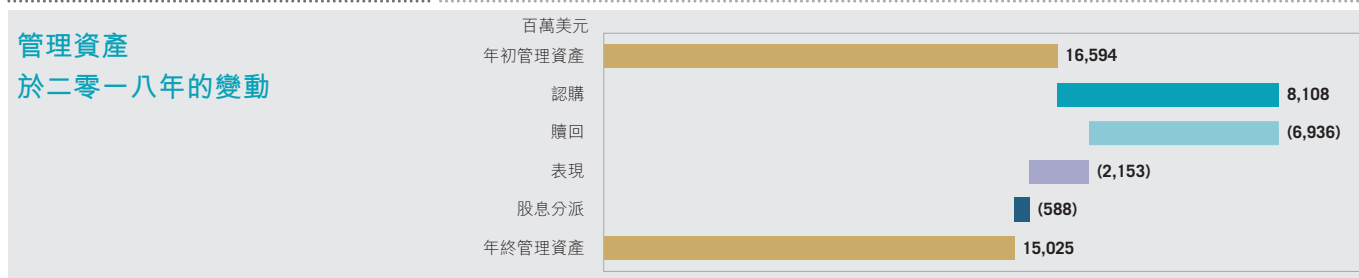 管理資產
於二零一八年的變動
百萬美元
年初管理資產 16,594
認購 8,108
贖回 (6,936)
表現 (2,153)
股息分派 (588)
年終管理資產 15,025